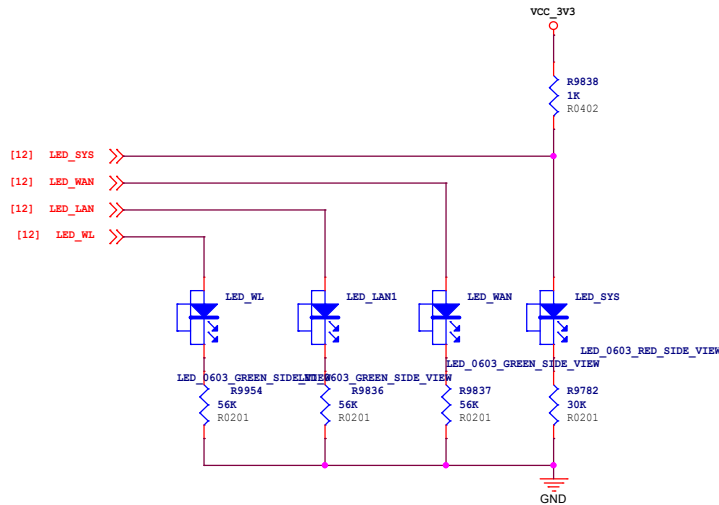 VCC_3V3
R9838
1K
R0402
[12] LED_SYS
[12] LED_WAN
[12] LED_LAN
[12] LED_WL
LED_WL
LED_LAN1
LED_WAN
LED_SYS
LED_0603_RED_SIDE_VIEW
LED_0603_GREEN_SIDE_VIEW
LED_0603_GREEN_SIDE_VIEW
LED_0603_GREEN_SIDE_VIEW
R9954
56K
R0201
R9836
56K
R0201
R9837
56K
R0201
R9782
30K
R0201
GND